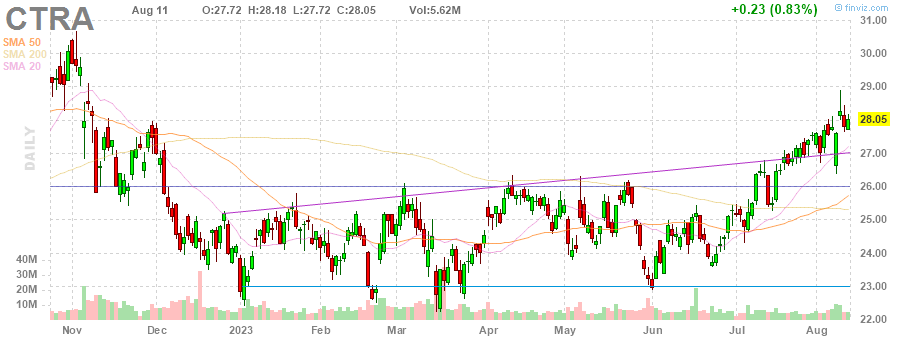 CTRA
Aug 11 O:27.72 H:28.18 L:27.72 C:28.05 Vol:5.62M +0.23 (0.83%) finviz.com
SMA 50
SMA 200
SMA 20
DAILY
31.00
30.00
29.00
28.05
27.00
26.00
25.00
24.00
23.00
22.00
40M
30M
20M
10M
Nov Dec 2023 Feb Mar Apr May Jun Jul Aug